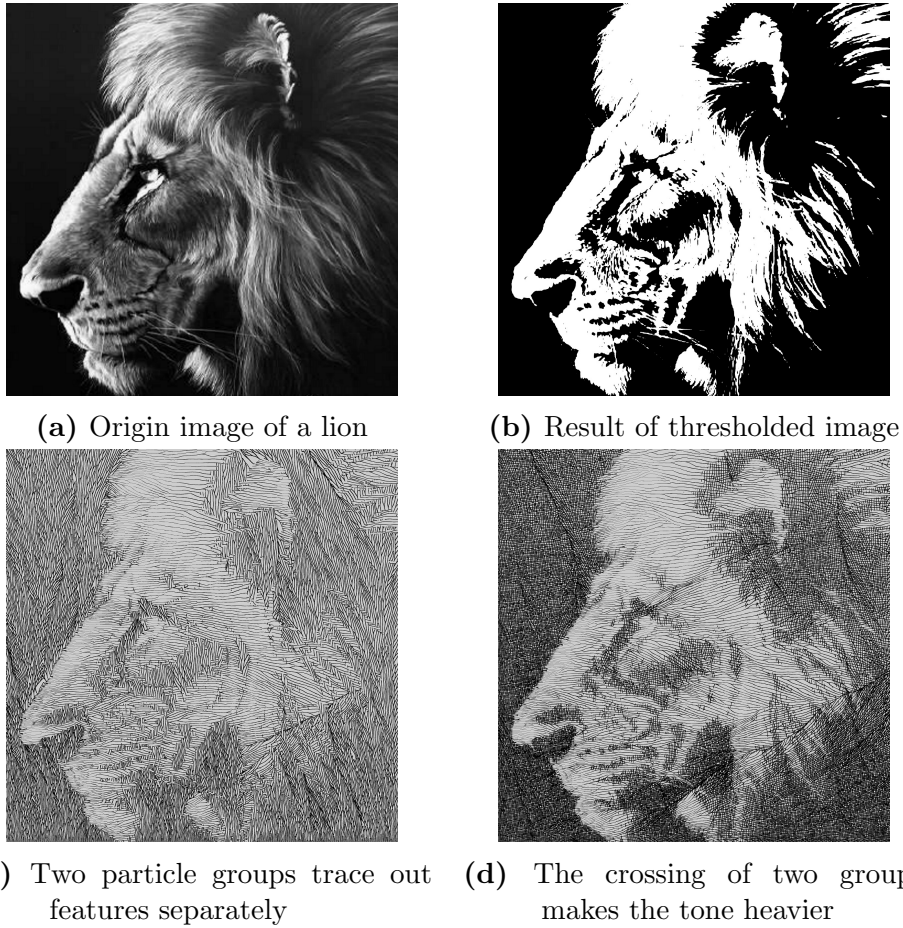 (a) Origin image of a lion
(b) Result of thresholded image
) Two particle groups trace out
features separately
(d) The crossing of two group
makes the tone heavier